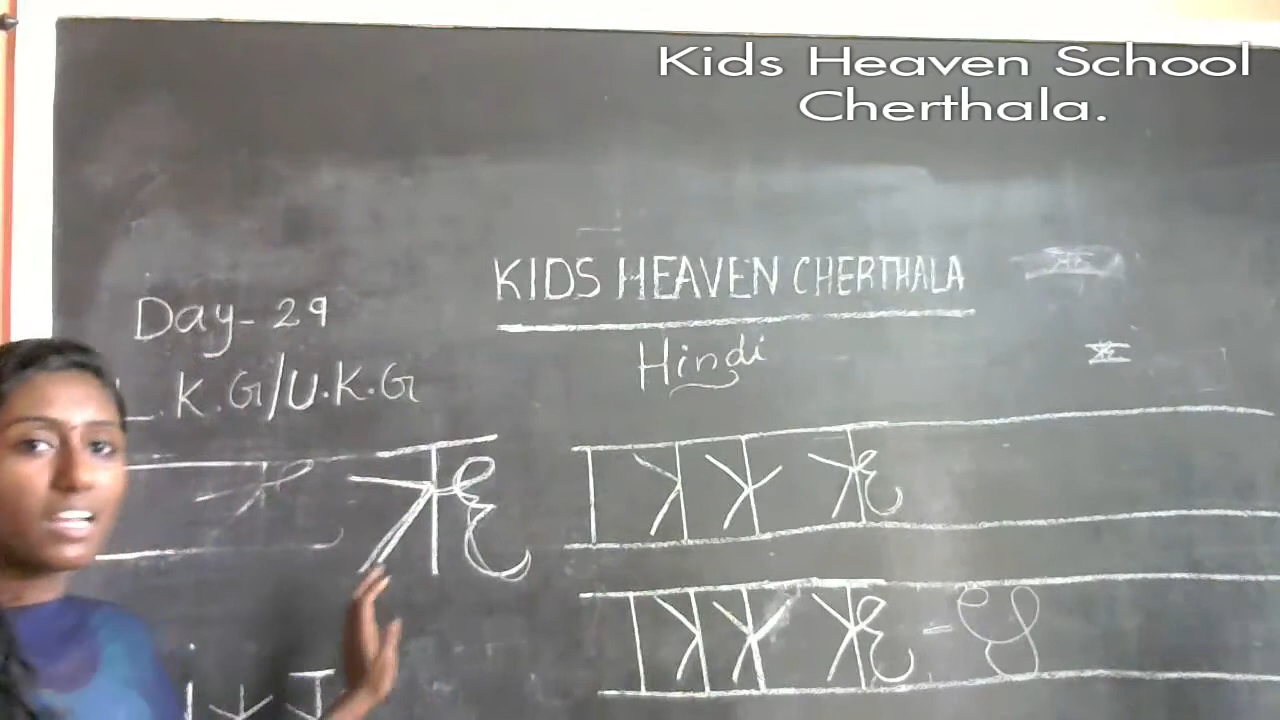 Kids Heaven School
Cherthala.
KIDS HEAVEN CHERTHALA
Day-29
Hindi
L.K.G/U.K.G
ऋ
ऋ
ऋ -